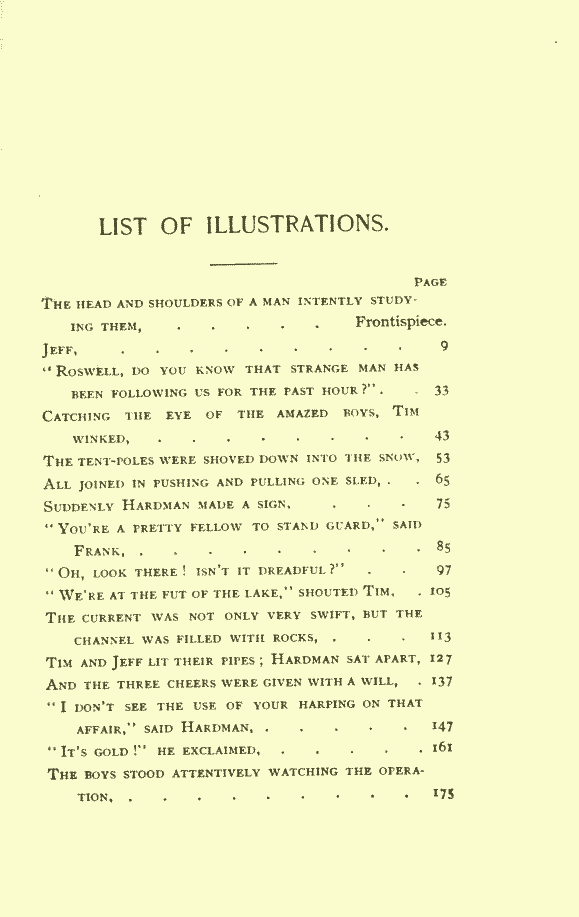 LIST OF ILLUSTRATIONS.
PAGE
THE HEAD AND SHOULDERS OF A MAN INTENTLY STUDY-
ING THEM, . . . . . Frontispiece.
JEFF, . . . . . . . . . 9
“ ROSWELL, DO YOU KNOW THAT STRANGE MAN HAS
BEEN FOLLOWING US FOR THE PAST HOUR ?” . . 33
CATCHING THE EYE OF THE AMAZED BOYS, TIM
WINKED, . . . . . . . . 43
THE TENT-POLES WERE SHOVED DOWN INTO THE SNOW, 53
ALL JOINED IN PUSHING AND PULLING ONE SLED, . . 65
SUDDENLY HARDMAN MADE A SIGN, . . . 75
“ YOU'RE A PRETTY FELLOW TO STAND GUARD,” SAID
FRANK, . . . . . . . . . 85
“ OH, LOOK THERE ! ISN'T IT DREADFUL ?” . . 97
“ WE'RE AT THE FUT OF THE LAKE,” SHOUTED TIM, . 105
THE CURRENT WAS NOT ONLY VERY SWIFT, BUT THE
CHANNEL WAS FILLED WITH ROCKS, . . . 113
TIM AND JEFF LIT THEIR PIPES ; HARDMAN SAT APART, 127
AND THE THREE CHEERS WERE GIVEN WITH A WILL, . 137
“ I DON'T SEE THE USE OF YOUR HARPING ON THAT
AFFAIR,” SAID HARDMAN, . . . . . 147
“ IT'S GOLD !” HE EXCLAIMED, . . . . . 161
THE BOYS STOOD ATTENTIVELY WATCHING THE OPERA-
TION, . . . . . . . . . 175